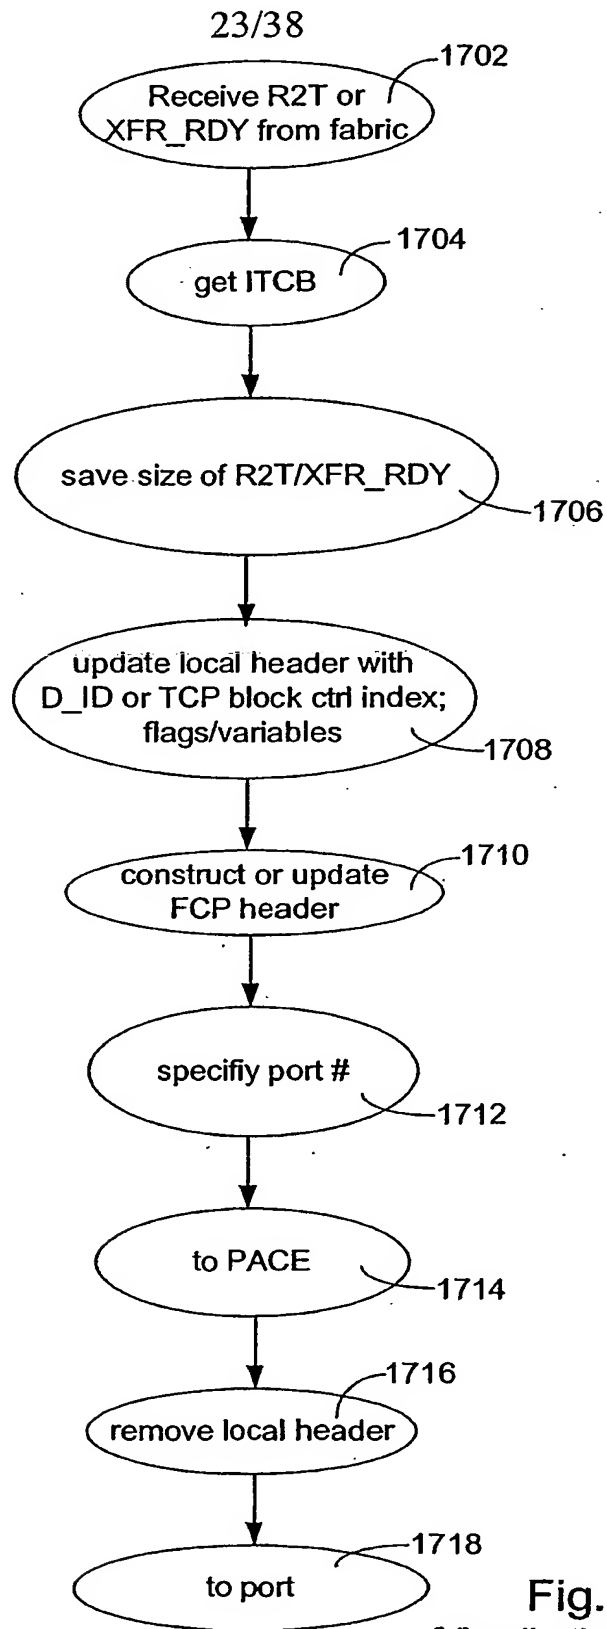 23/38
1702
Receive R2T or
XFR_RDY from fabric
1704
get ITCB
save size of R2T/XFR_RDY
1706
update local header with
D_ID or TCP block ctrl index;
flags/variables
1708
1710
construct or update
FCP header
specifiy port #
1712
to PACE
1714
1716
remove local header
1718
to port
Fig.